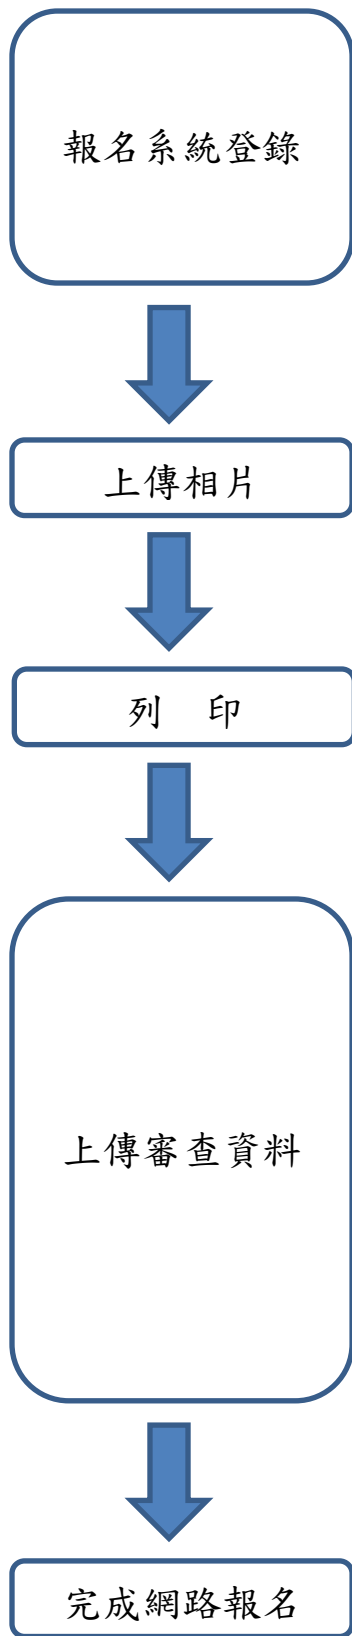 報名系統登錄
上傳相片
列　印
上傳審查資料
完成網路報名